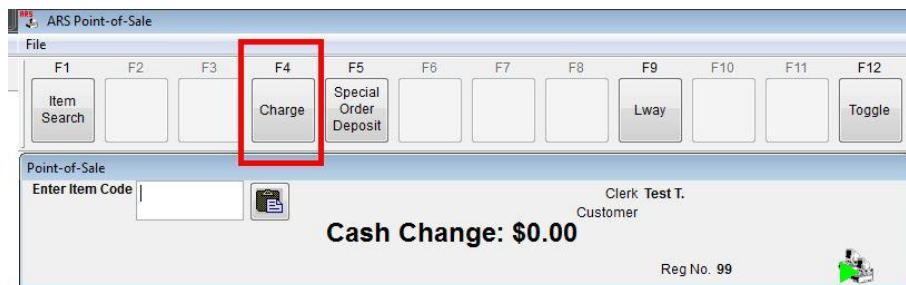 ARS
ARS Point-of-Sale
File
F1 F2 F3 F4 F5 F6 F7 F8 F9 F10 F11 F12
Item
Search
Charge
Special
Order
Deposit
Lway
Toggle
Point-of-Sale
Enter Item Code
Clerk Test T.
Customer
Cash Change: $0.00
Reg No. 99